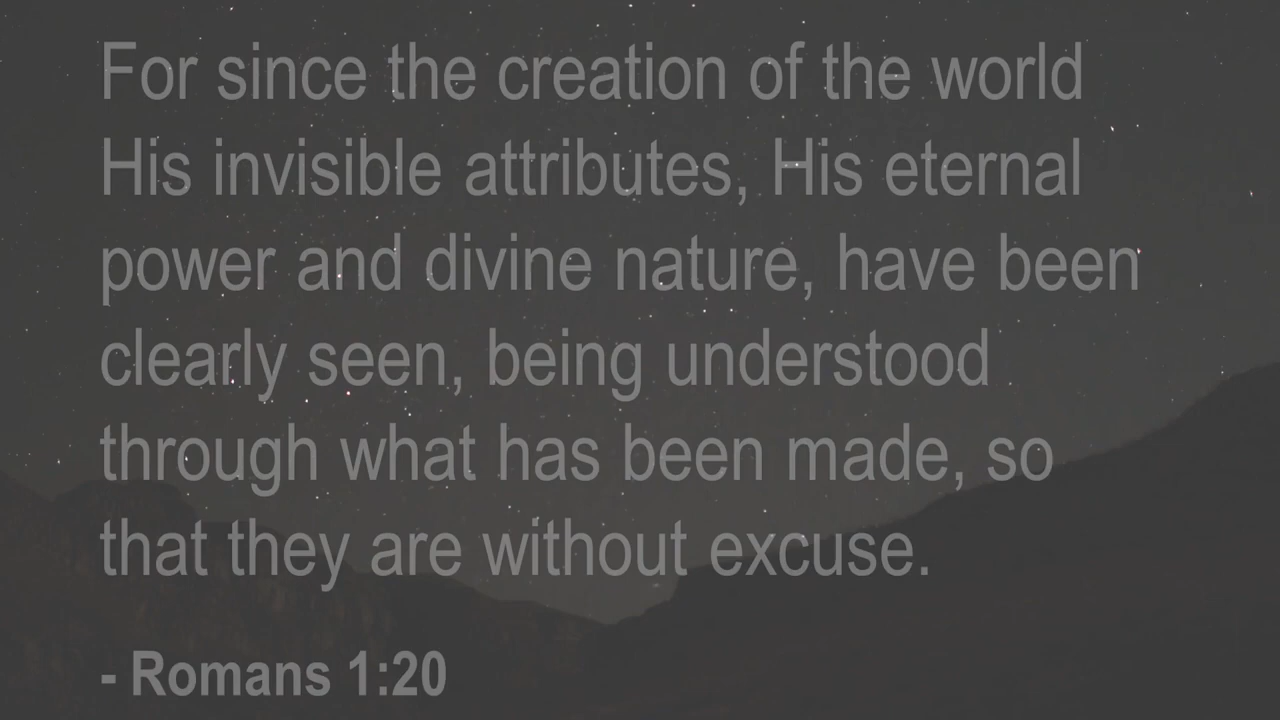 For since the creation of the world
His invisible attributes, His eternal
power and divine nature, have been
clearly seen, being understood
through what has been made, so
that they are without excuse.
- Romans 1:20